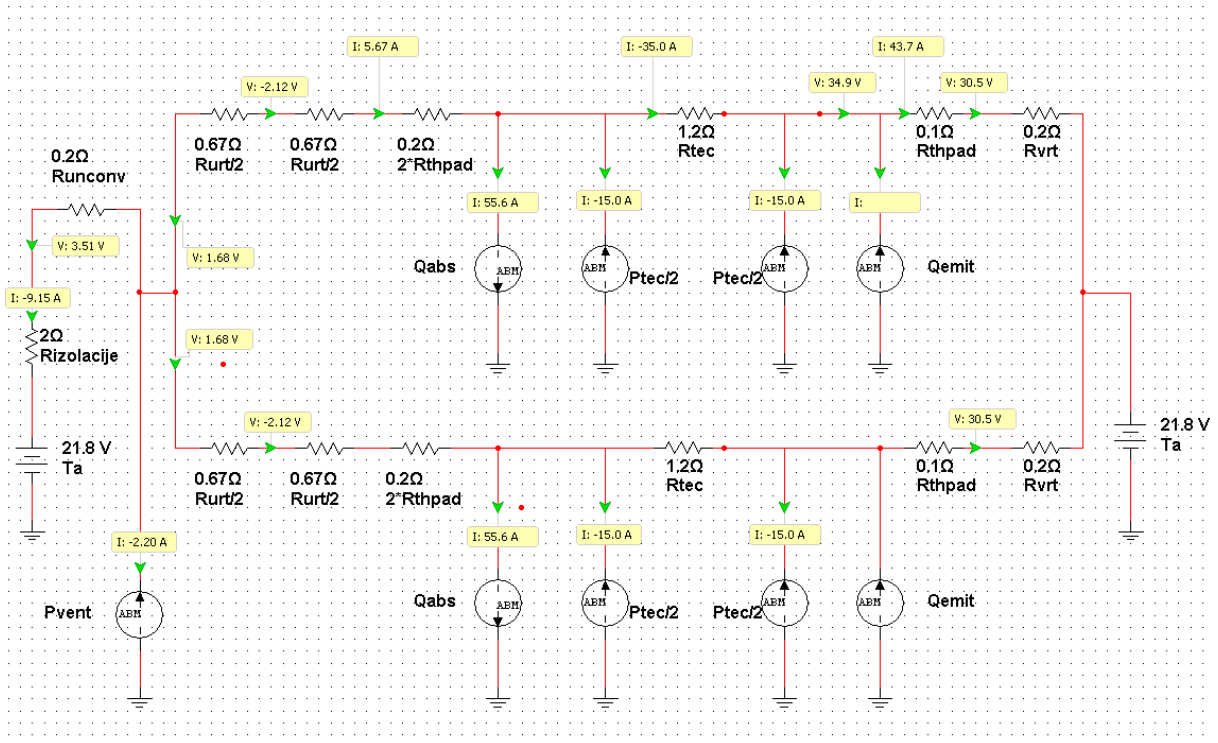 I: 5.67 A
I: -35.0 A
I: 43.7 A
V: -2.12 V
V: 34.9 V
V: 30.5 V
0.67Ω
Rurt/2
0.67Ω
Rurt/2
0.2Ω
2*Rthpad
1.2Ω
Rtec
0.1Ω
Rthpad
0.2Ω
Rvrt
0.2Ω
Runconv
I: 55.6 A
I: -15.0 A
I: -15.0 A
I:
V: 3.51 V
V: 1.68 V
Qabs
ABM
ABM
Ptec/2
Ptec/2
ABM
ABM
Qemit
I: -9.15 A
2Ω
Rizolacije
V: 1.68 V
21.8 V
Ta
V: -2.12 V
V: 30.5 V
21.8 V
Ta
0.67Ω
Rurt/2
0.67Ω
Rurt/2
0.2Ω
2*Rthpad
1.2Ω
Rtec
0.1Ω
Rthpad
0.2Ω
Rvrt
I: -2.20 A
I: 55.6 A
I: -15.0 A
I: -15.0 A
Pvent
ABM
Qabs
ABM
ABM
Ptec/2
Ptec/2
ABM
ABM
Qemit